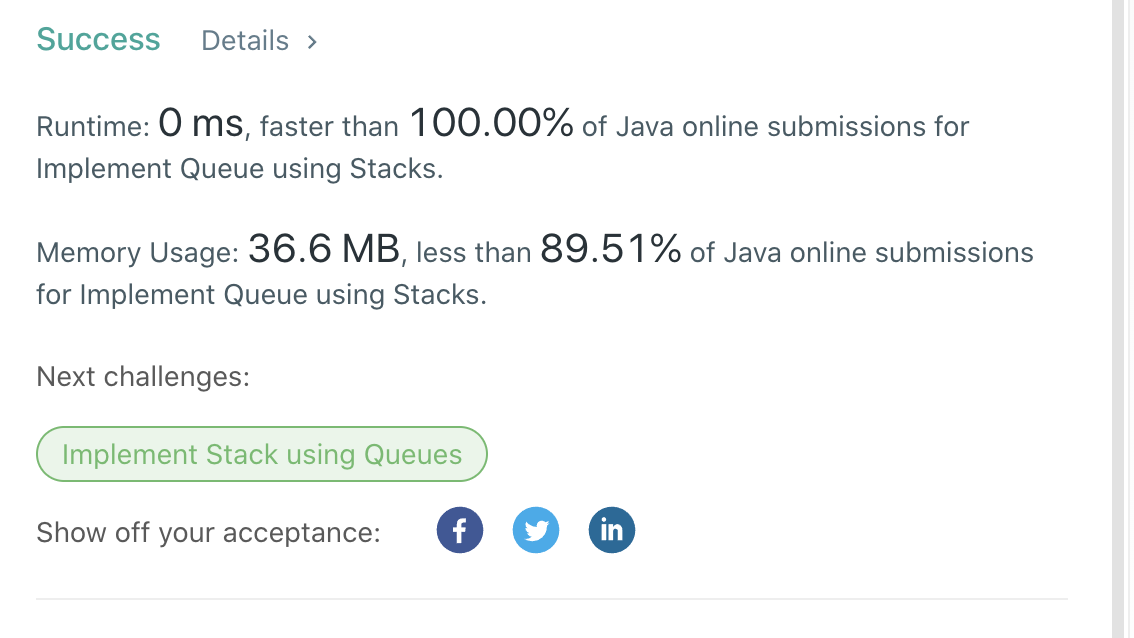 Success Details >
Runtime: 0 ms, faster than 100.00% of Java online submissions for
Implement Queue using Stacks.
Memory Usage: 36.6 MB, less than 89.51% of Java online submissions
for Implement Queue using Stacks.
Next challenges:
Implement Stack using Queues
Show off your acceptance: f in